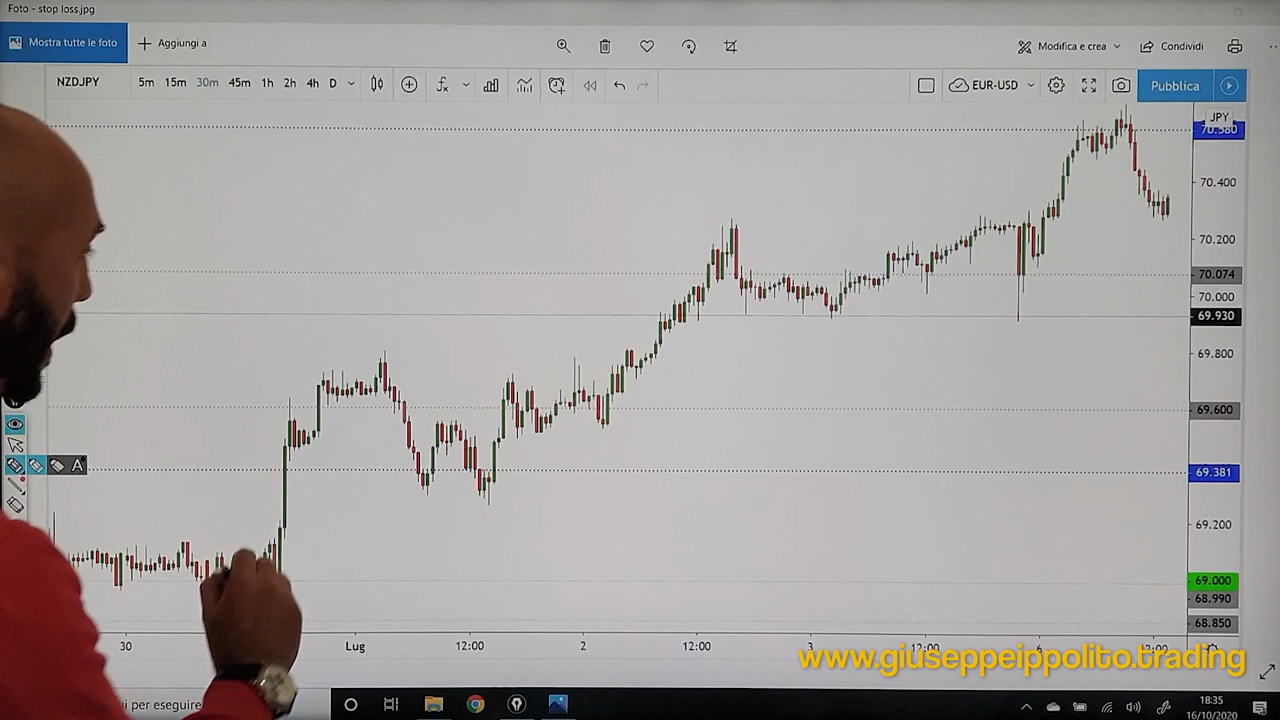 Foto - stop loss.jpg
Mostra tutte le foto
Aggiungi a
Modifica e crea
Condividi
NZDJPY 5m 15m 30m 45m 1h 2h 4h D
EUR-USD
Pubblica
JPY
70.580
70.400
70.200
70.074
70.000
69.930
69.800
69.600
A
69.381
69.200
69.000
68.990
68.850
30 Lug 12:00 2 12:00 3 12:00 6 12:00
www.giuseppeippolito.trading
ui per eseguire
18:35
16/10/2020